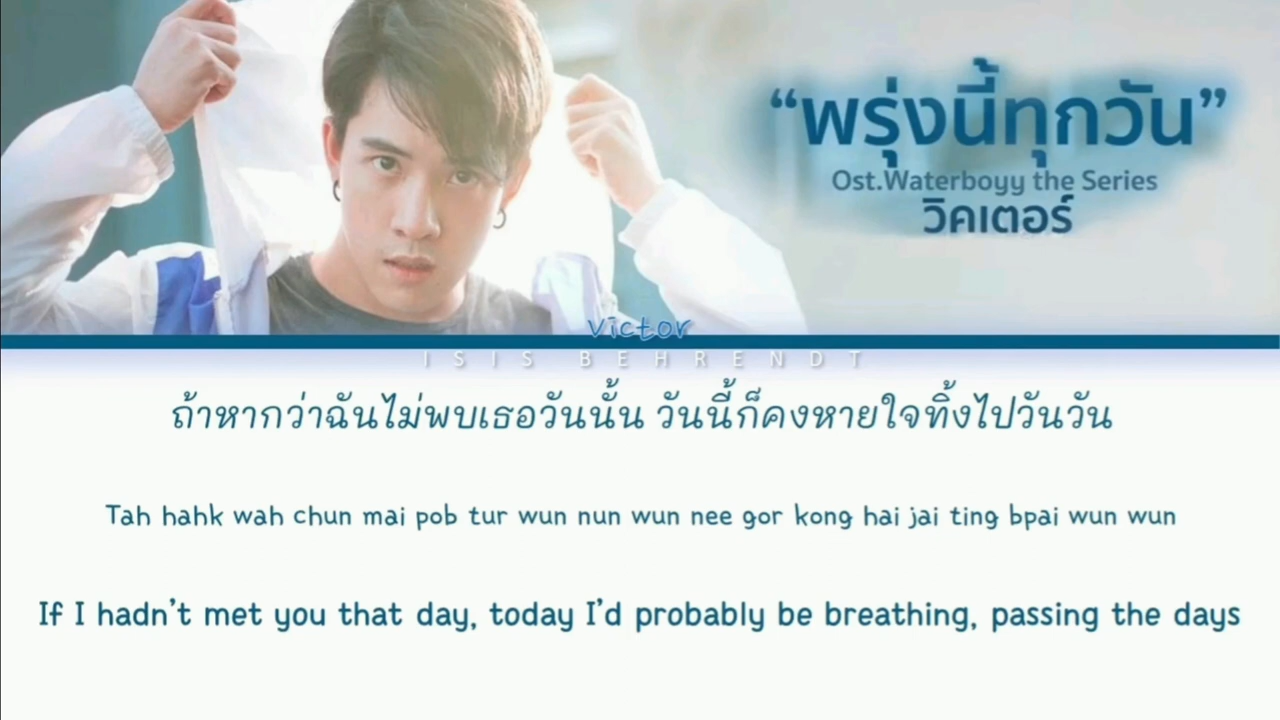 “พรุ่งนี้ทุกวัน”
Ost.Waterboyy the Series
วิคเตอร์
Victor
ISIS BEHRENDT
ถ้าหากว่าฉันไม่พบเธอวันนั้น วันนี้ก็คงหายใจทิ้งไปวันวัน
Tah hahk wah chun mai pob tur wun nun wun nee gor kong hai jai ting bpai wun wun
If I hadn’t met you that day, today I’d probably be breathing, passing the days